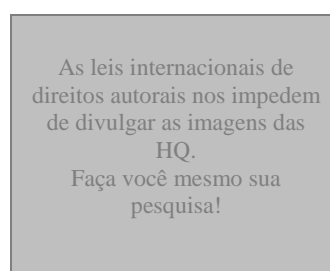 As leis internacionais de
direitos autorais nos impedem
de divulgar as imagens das
HQ.
Faça você mesmo sua
pesquisa!